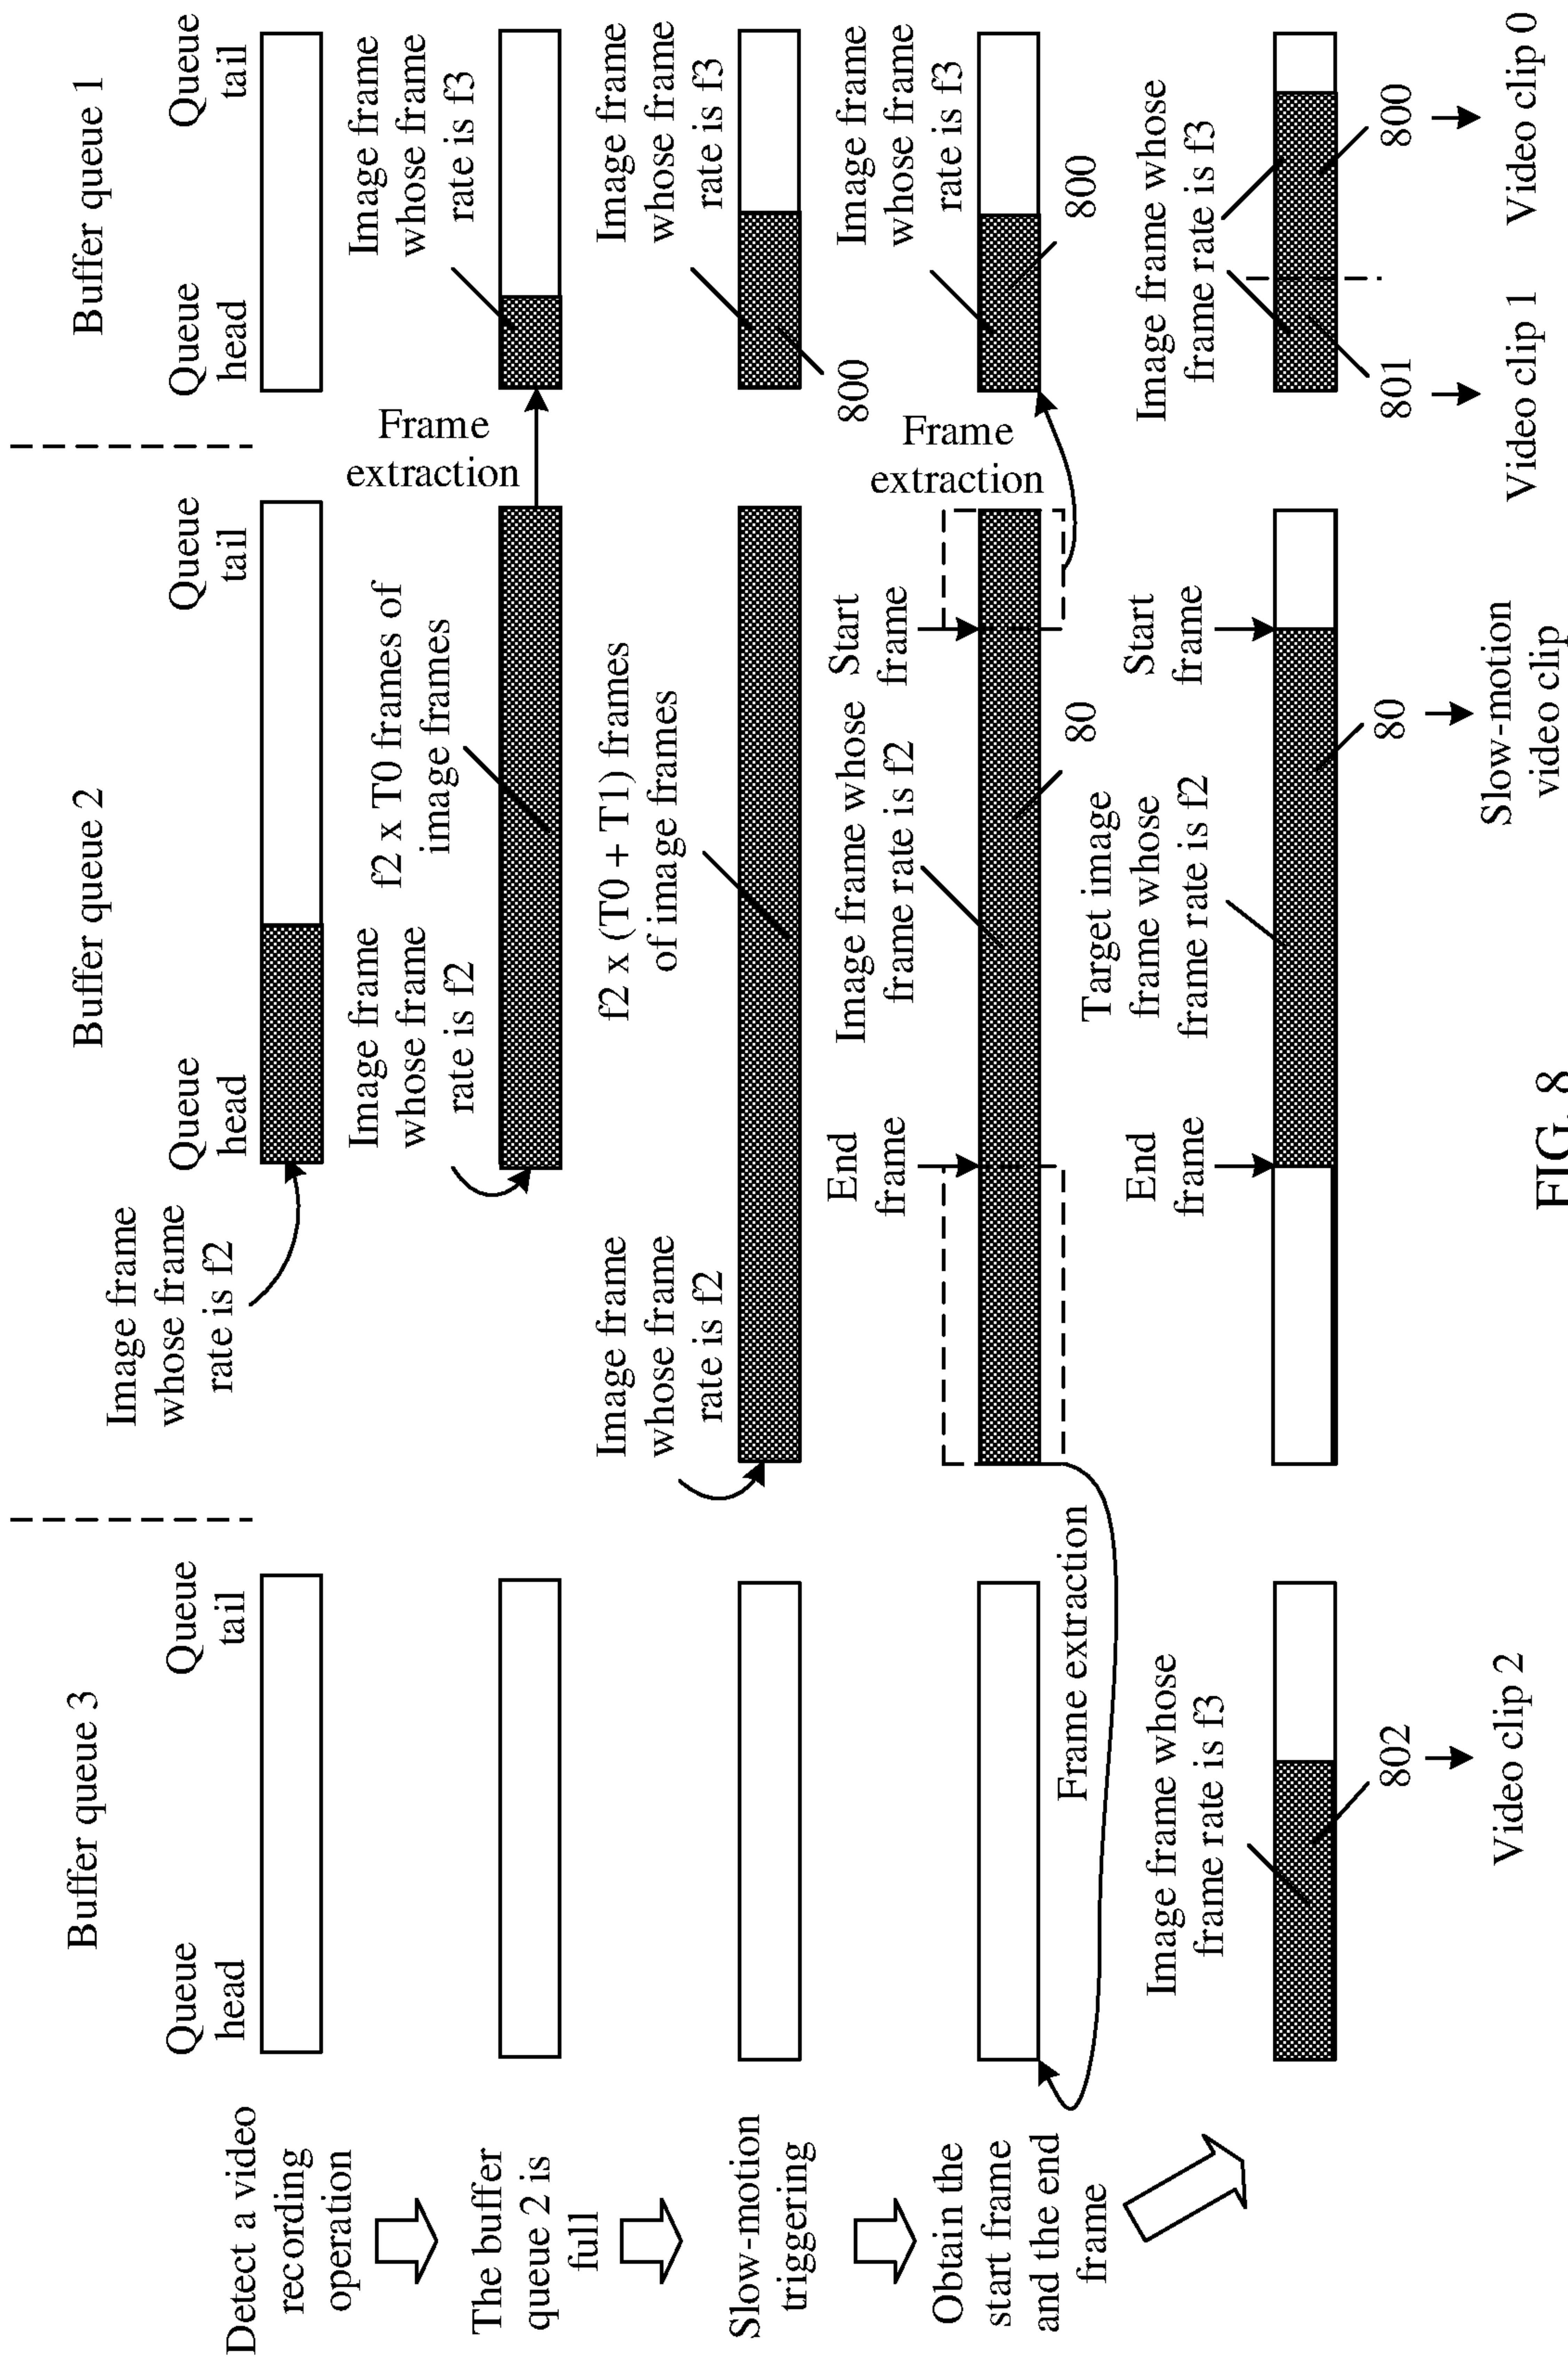 Buffer queue 3
Buffer queue 2
Buffer queue 1
Queue
head
Queue
tail
Queue
head
Queue
tail
Queue
head
Queue
tail
Detect a video
recording
operation
Image frame
whose frame
rate is f2
The buffer
queue 2 is
full
Image frame
whose frame
rate is f2
f2 x T0 frames of
image frames
Frame
extraction
Image frame
whose frame
rate is f3
Slow-motion
triggering
Image frame
whose frame
rate is f2
f2 x (T0 + T1) frames
of image frames
Image frame
whose frame
rate is f3
800
Obtain the
start frame
and the end
frame
Frame extraction
End
frame
Image frame whose
frame rate is f2
Start
frame
80
Frame
extraction
Image frame
whose frame
rate is f3
800
Image frame whose
frame rate is f3
802
Video clip 2
End
frame
Target image
frame whose
frame rate is f2
Start
frame
80
Slow-motion
video clip
Image frame whose
frame rate is f3
801
800
Video clip 1
Video clip 0
FIG. 8